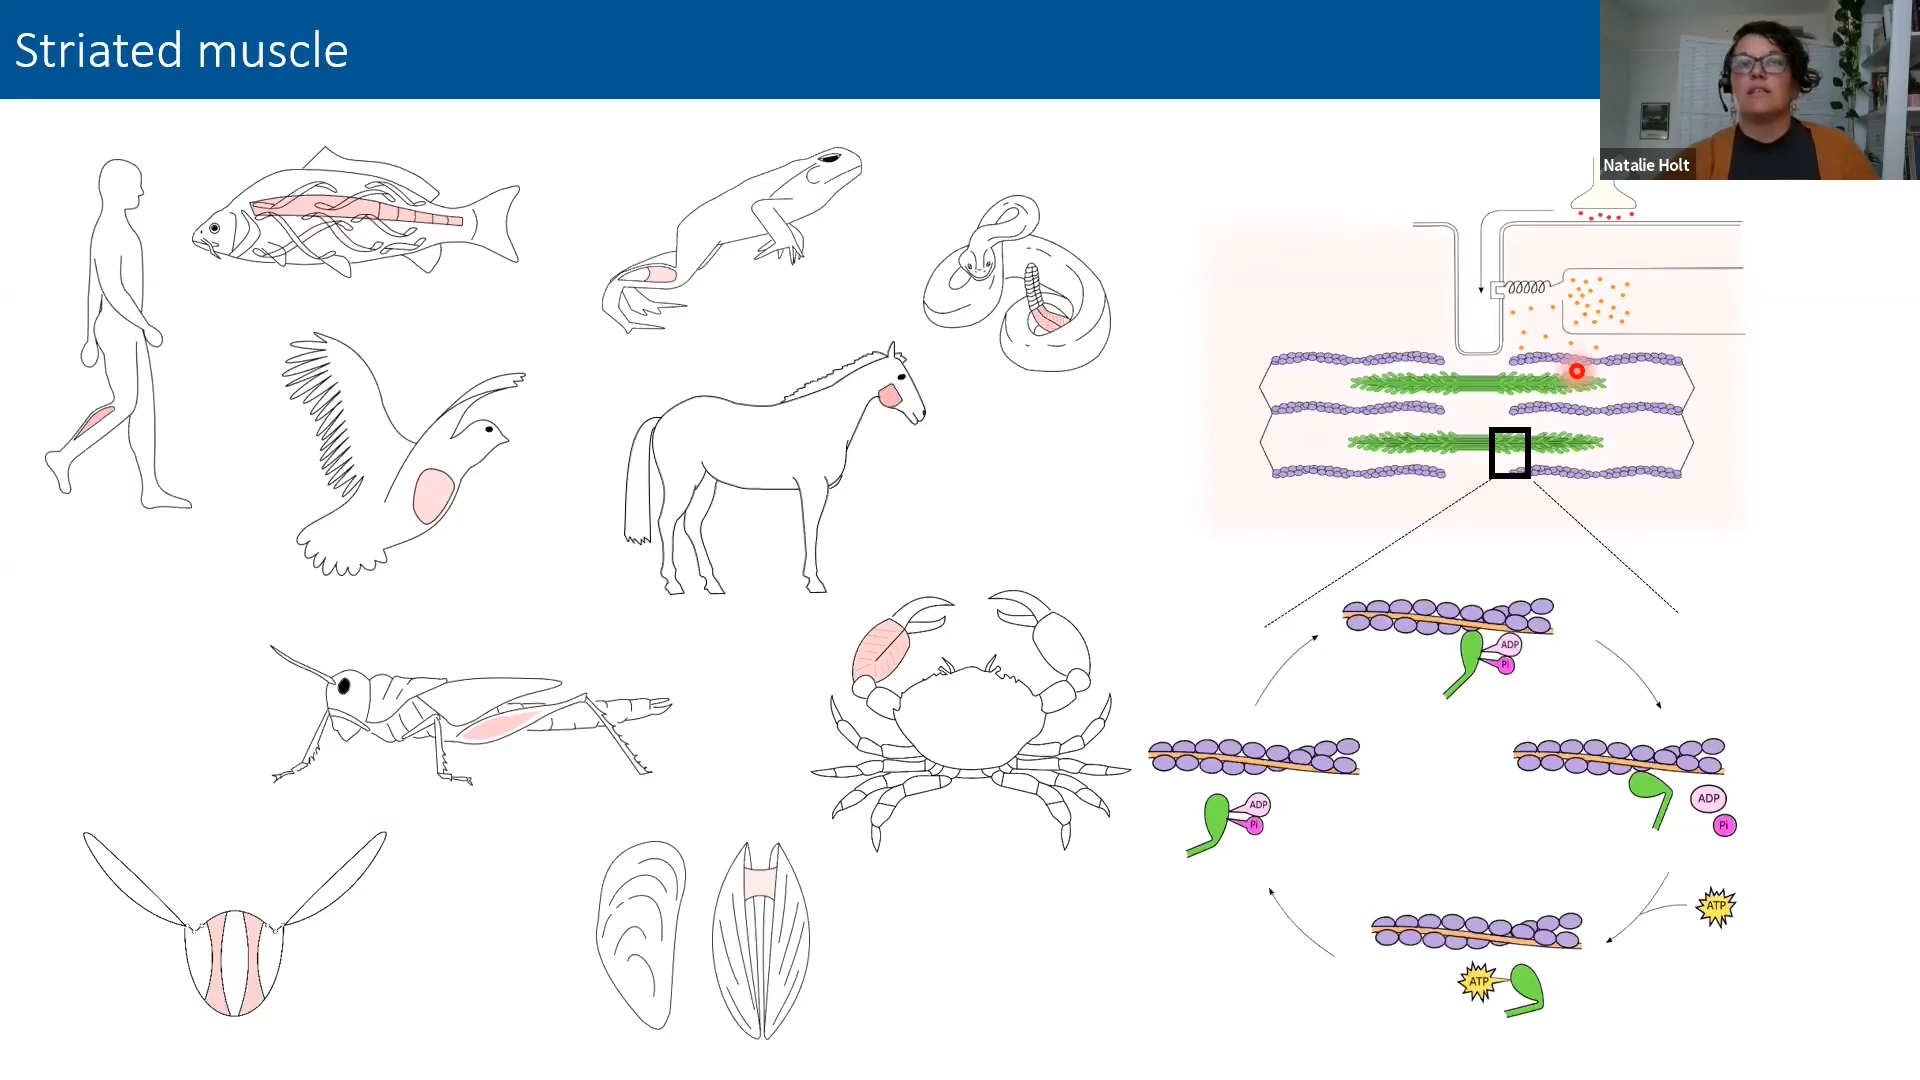 Striated muscle
Natalie Holt
ADP
Pi
ADP
Pi
ADP
Pi
ATP
ATP